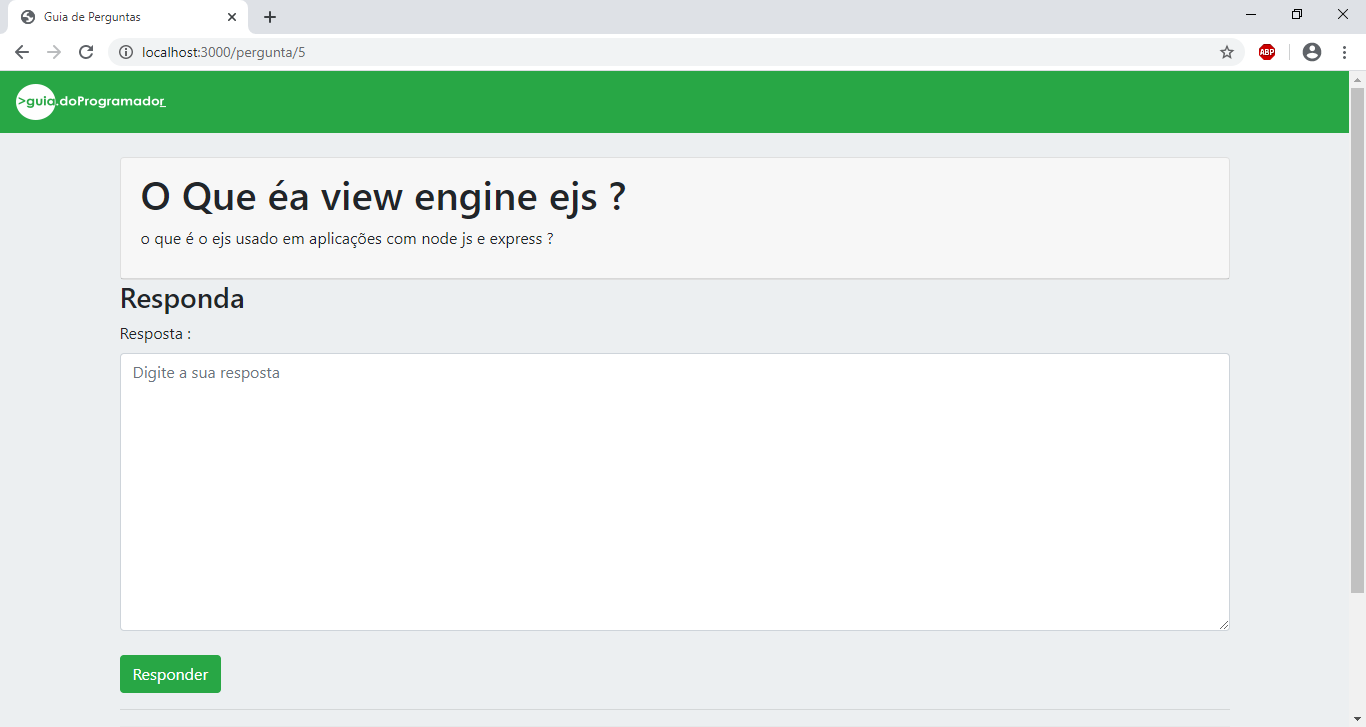 Guia de Perguntas
localhost:3000/pergunta/5
ABP
>guia.doProgramador_
O Que éa view engine ejs ?
o que é o ejs usado em aplicações com node js e express ?
Responda
Resposta :
Digite a sua resposta
Responder